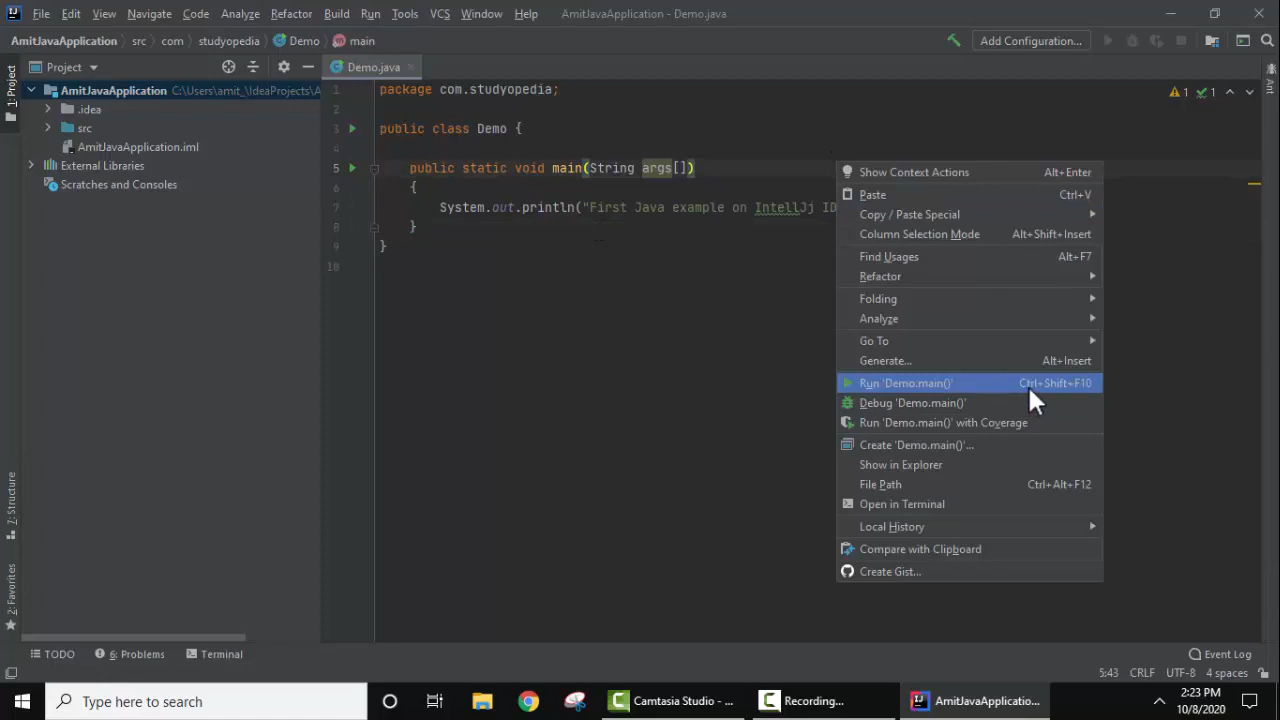 File Edit View Navigate Code Analyze Refactor Build Run Tools VCS Window Help AmitJavaApplication - Demo.java
AmitJavaApplication src com studyopedia Demo main Add Configuration...
1: Project
Project
Demo.java
Ant
AmitJavaApplication C:\Users\amit_\IdeaProjects\A
.idea
src
AmitJavaApplication.iml
External Libraries
Scratches and Consoles
1 package com.studyopedia; 1 1
2
3 public class Demo {
4
5 public static void main(String args[])
6 {
7 System.out.println("First Java example on IntellJj ID
8 }
9 }
10
Show Context Actions Alt+Enter
Paste Ctrl+V
Copy / Paste Special
Column Selection Mode Alt+Shift+Insert
Find Usages Alt+F7
Refactor
Folding
Analyze
Go To
Generate... Alt+Insert
Run 'Demo.main()' Ctrl+Shift+F10
Debug 'Demo.main()'
Run 'Demo.main()' with Coverage
Create 'Demo.main()'...
Show in Explorer
File Path Ctrl+Alt+F12
Open in Terminal
Local History
Compare with Clipboard
Create Gist...
7: Structure
2: Favorites
TODO 6: Problems Terminal Event Log
5:43 CRLF UTF-8 4 spaces
Type here to search Camtasia Studio - ... Recording... AmitJavaApplication...
2:23 PM
10/8/2020